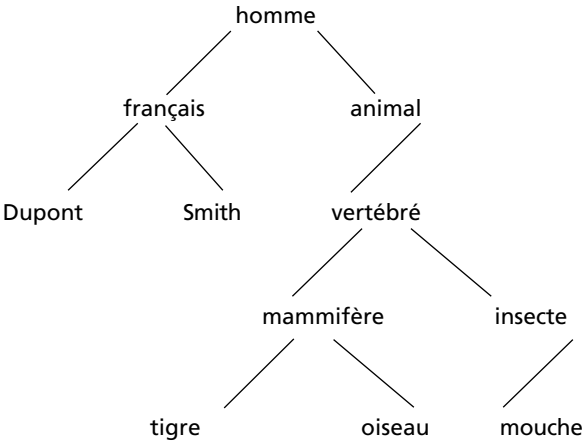 homme
français animal
Dupont Smith vertébré
mammifère insecte
tigre oiseau mouche